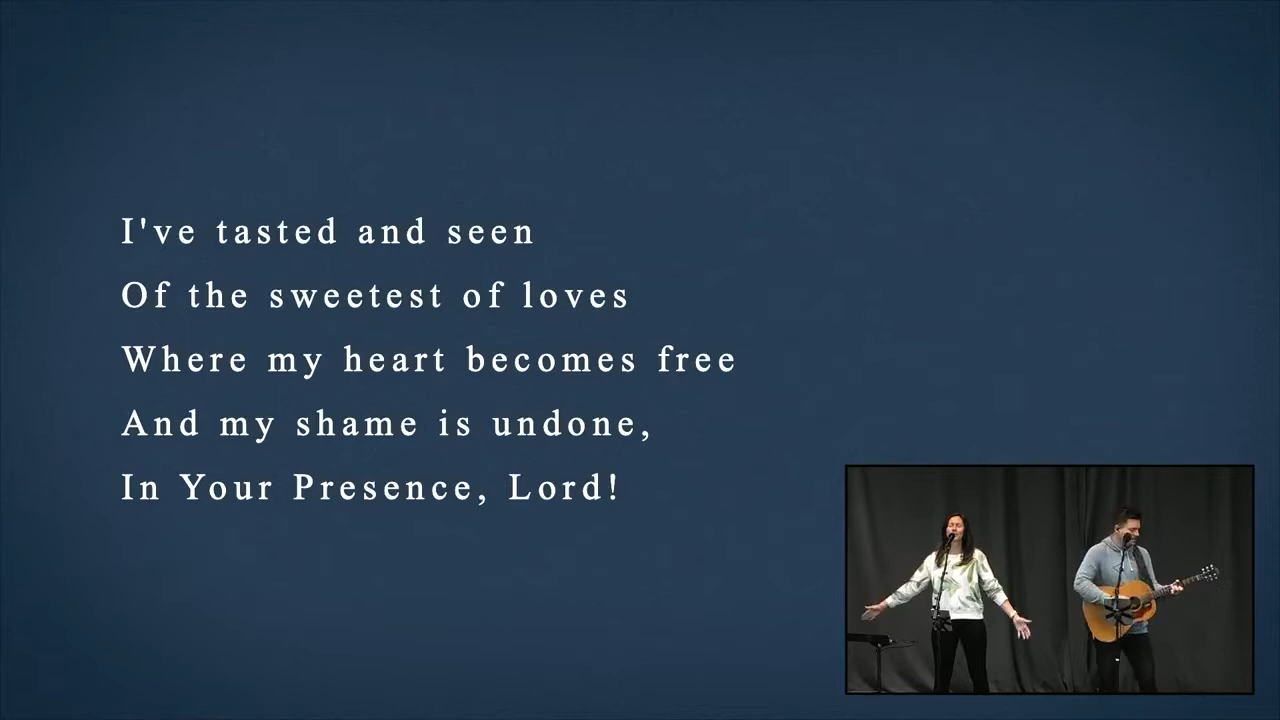 I've tasted and seen
Of the sweetest of loves
Where my heart becomes free
And my shame is undone,
In Your Presence, Lord!